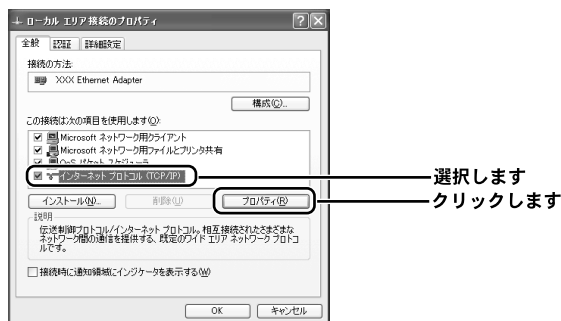 ローカル エリア接続のプロパティ
全般 認証 詳細設定
接続の方法:
XXX Ethernet Adapter
構成(C)...
この接続は次の項目を使用します(O):
Microsoft ネットワーク用クライアント
Microsoft ネットワーク用ファイルとプリンタ共有
QoS パケット スケジューラ
インターネット プロトコル (TCP/IP)
選択します
インストール(N)... 削除(U) プロパティ(R)
クリックします
説明
伝送制御プロトコル/インターネット プロトコル。相互接続されたさまざまな
ネットワーク間の通信を提供する、既定のワイド エリア ネットワーク プロトコ
ルです。
接続時に通知領域にインジケータを表示する(W)
OK キャンセル